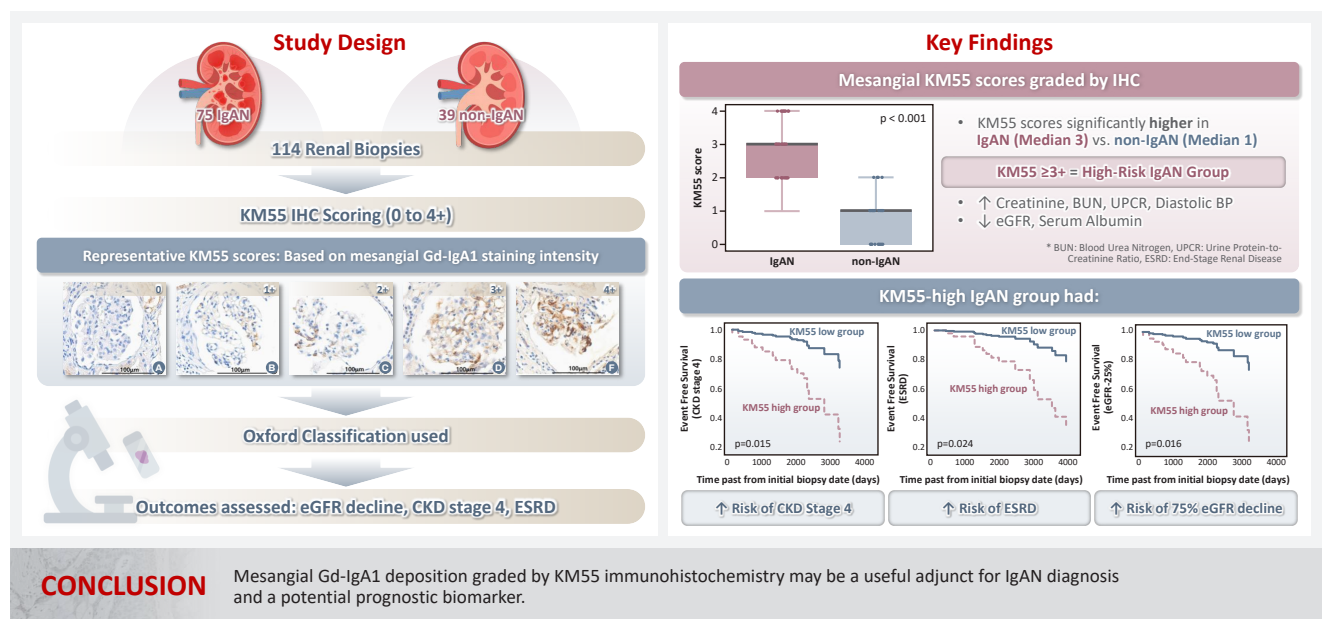 Study Design
75 IgAN
39 non-IgAN
114 Renal Biopsies
KM55 IHC Scoring (0 to 4+)
Representative KM55 scores: Based on mesangial Gd-IgA1 staining intensity
0
1+
2+
3+
4+
100μm
A
100μm
B
100μm
C
100μm
D
100μm
F
Oxford Classification used
Outcomes assessed: eGFR decline, CKD stage 4, ESRD
Key Findings
Mesangial KM55 scores graded by IHC
KM55 score
4
3
2
1
0
p < 0.001
IgAN
non-IgAN
• KM55 scores significantly higher in
IgAN (Median 3) vs. non-IgAN (Median 1)
KM55 ≥3+ = High-Risk IgAN Group
• ↑ Creatinine, BUN, UPCR, Diastolic BP
• ↓ eGFR, Serum Albumin
* BUN: Blood Urea Nitrogen, UPCR: Urine Protein-to-
Creatinine Ratio, ESRD: End-Stage Renal Disease
KM55-high IgAN group had:
Event Free Survival
(CKD stage 4)
1.0
0.8
0.6
0.4
0.2
KM55 low group
KM55 high group
p=0.015
0 1000 2000 3000 4000
Time past from initial biopsy date (days)
↑ Risk of CKD Stage 4
Event Free Survival
(ESRD)
1.0
0.8
0.6
0.4
0.2
KM55 low group
KM55 high group
p=0.024
0 1000 2000 3000 4000
Time past from initial biopsy date (days)
↑ Risk of ESRD
Event Free Survival
(eGFR-25%)
1.0
0.8
0.6
0.4
0.2
KM55 low group
KM55 high group
p=0.016
0 1000 2000 3000 4000
Time past from initial biopsy date (days)
↑ Risk of 75% eGFR decline
CONCLUSION
Mesangial Gd-IgA1 deposition graded by KM55 immunohistochemistry may be a useful adjunct for IgAN diagnosis
and a potential prognostic biomarker.